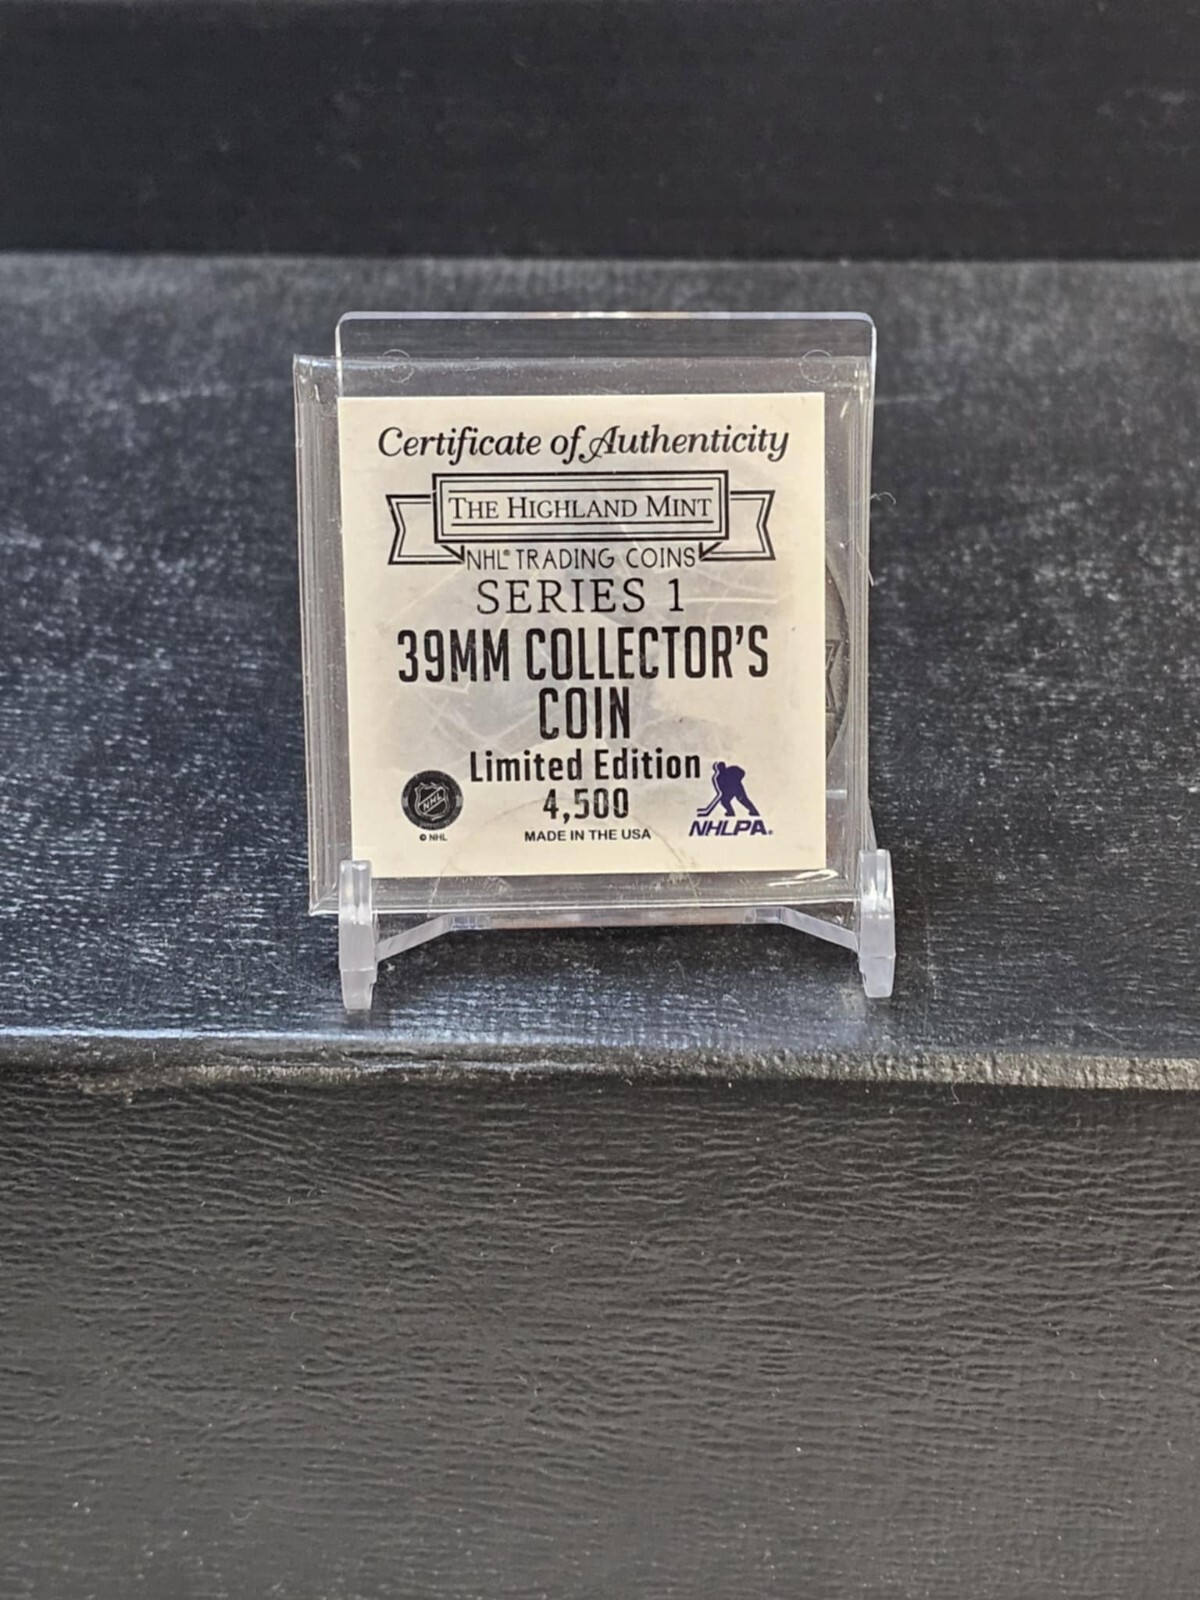 Certificate of Authenticity
THE HIGHLAND MINT
NHL® TRADING COINS
SERIES 1
39MM COLLECTOR'S
COIN
Limited Edition
4,500
MADE IN THE USA
NHL
© NHL
NHLPA®